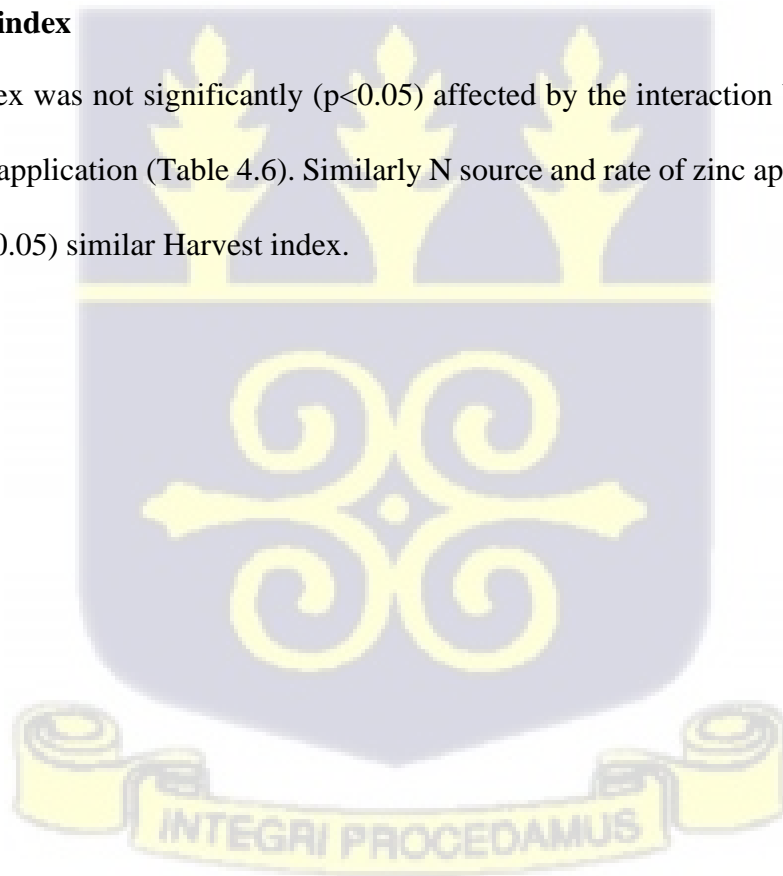 index
ex was not significantly (p<0.05) affected by the interaction
application (Table 4.6). Similarly N source and rate of zinc ap
0.05) similar Harvest index.
INTEGRI PROCEDAMUS